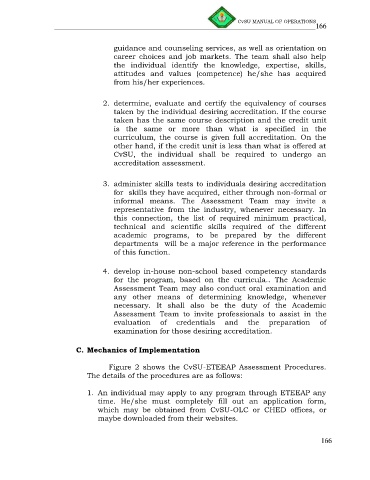 CvSU MANUAL OF OPERATIONS
166
guidance and counseling services, as well as orientation on
career choices and job markets. The team shall also help
the individual identify the knowledge, expertise, skills,
attitudes and values (competence) he/she has acquired
from his/her experiences.
2. determine, evaluate and certify the equivalency of courses
taken by the individual desiring accreditation. If the course
taken has the same course description and the credit unit
is the same or more than what is specified in the
curriculum, the course is given full accreditation. On the
other hand, if the credit unit is less than what is offered at
CvSU, the individual shall be required to undergo an
accreditation assessment.
3. administer skills tests to individuals desiring accreditation
for skills they have acquired, either through non-formal or
informal means. The Assessment Team may invite a
representative from the industry, whenever necessary. In
this connection, the list of required minimum practical,
technical and scientific skills required of the different
academic programs, to be prepared by the different
departments will be a major reference in the performance
of this function.
4. develop in-house non-school based competency standards
for the program, based on the curricula.. The Academic
Assessment Team may also conduct oral examination and
any other means of determining knowledge, whenever
necessary. It shall also be the duty of the Academic
Assessment Team to invite professionals to assist in the
evaluation of credentials and the preparation of
examination for those desiring accreditation.
C. Mechanics of Implementation
Figure 2 shows the CvSU-ETEEAP Assessment Procedures.
The details of the procedures are as follows:
1. An individual may apply to any program through ETEEAP any
time. He/she must completely fill out an application form,
which may be obtained from CvSU-OLC or CHED offices, or
maybe downloaded from their websites.
166